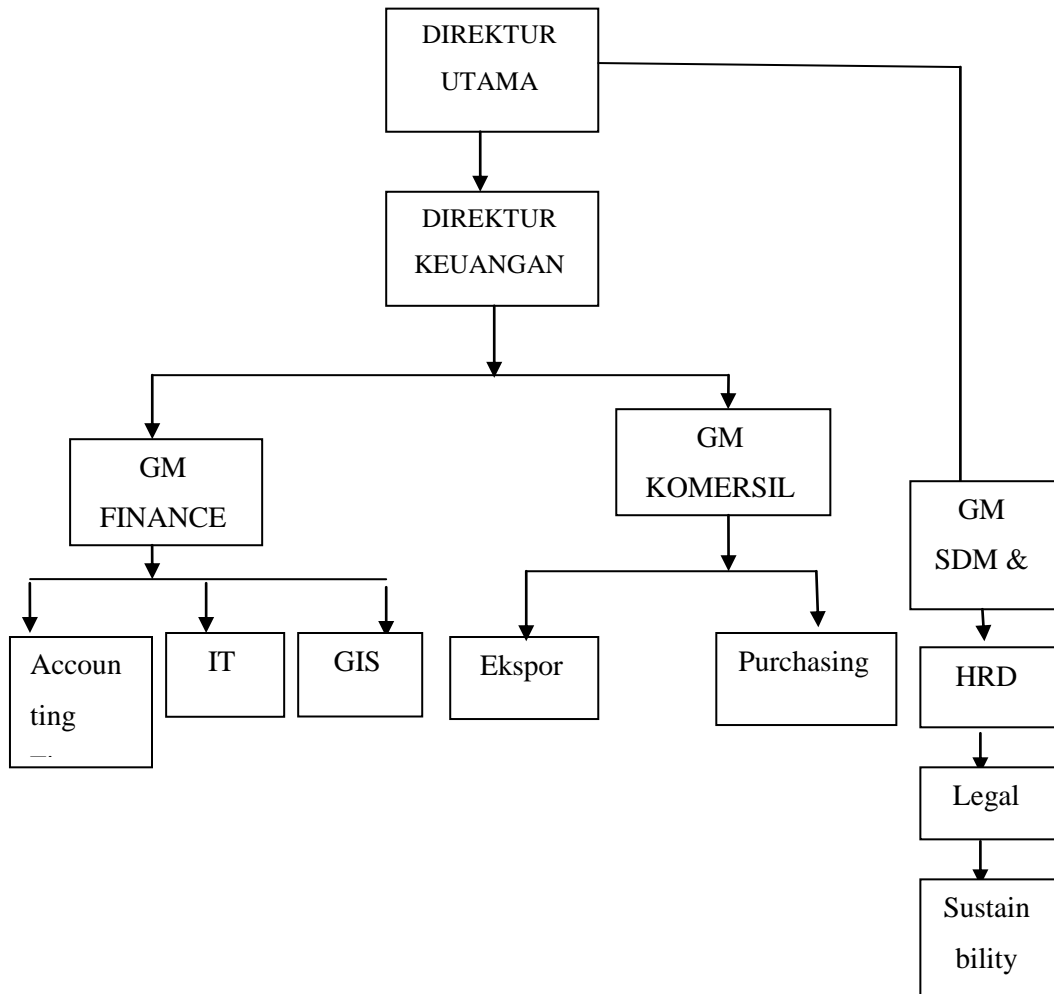 DIREKTUR
UTAMA
DIREKTUR
KEUANGAN
GM
FINANCE
GM
KOMERSIL
GM
SDM &
Accoun
ting
IT
GIS
Ekspor
Purchasing
HRD
Legal
Sustain
bility